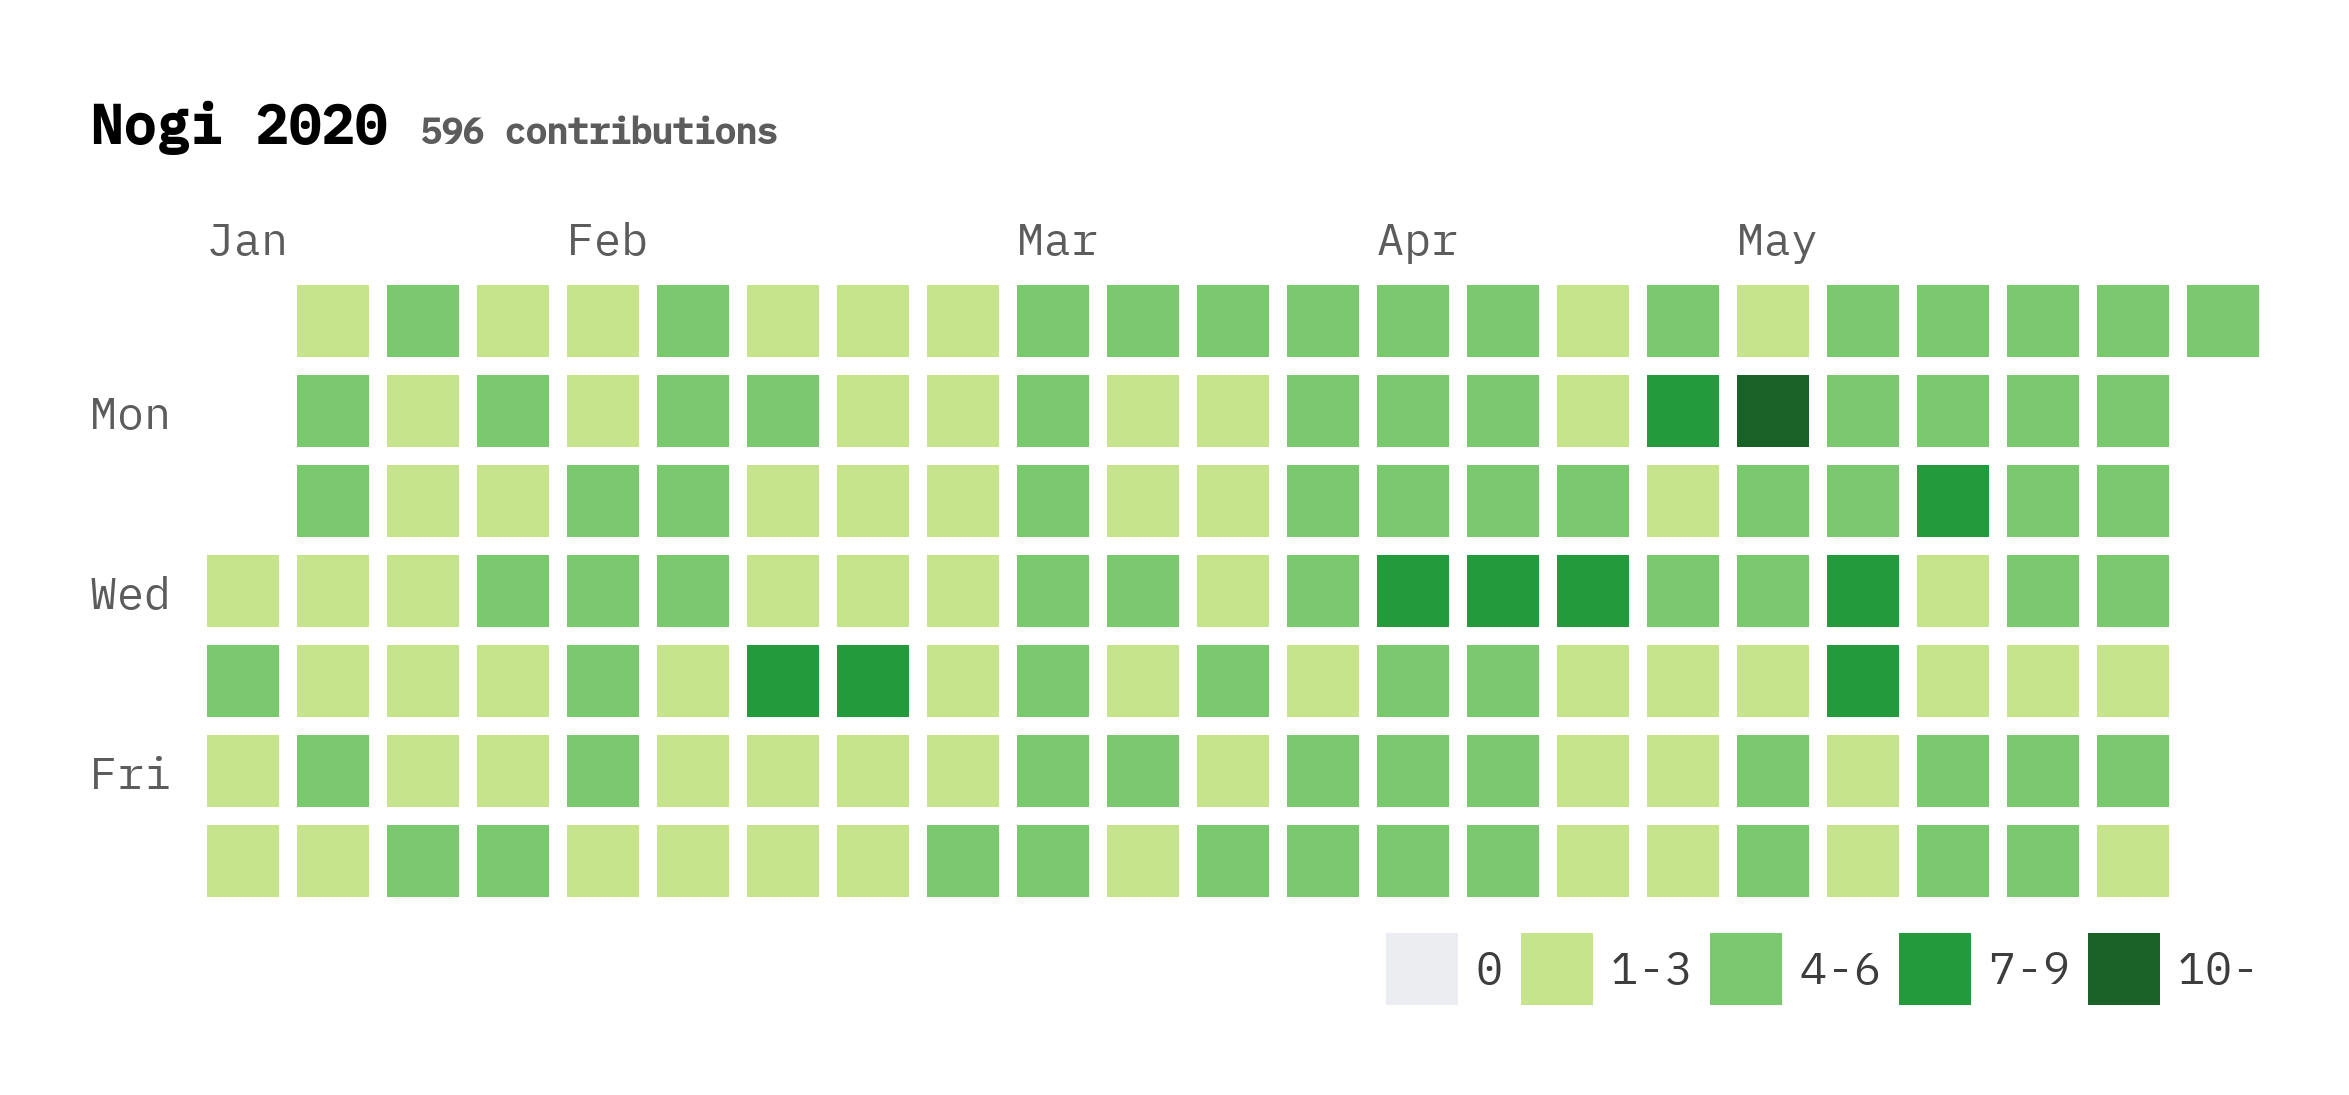 Nogi 2020 596 contributions
Jan Feb Mar Apr May
Mon
Wed
Fri
0 1-3 4-6 7-9 10-